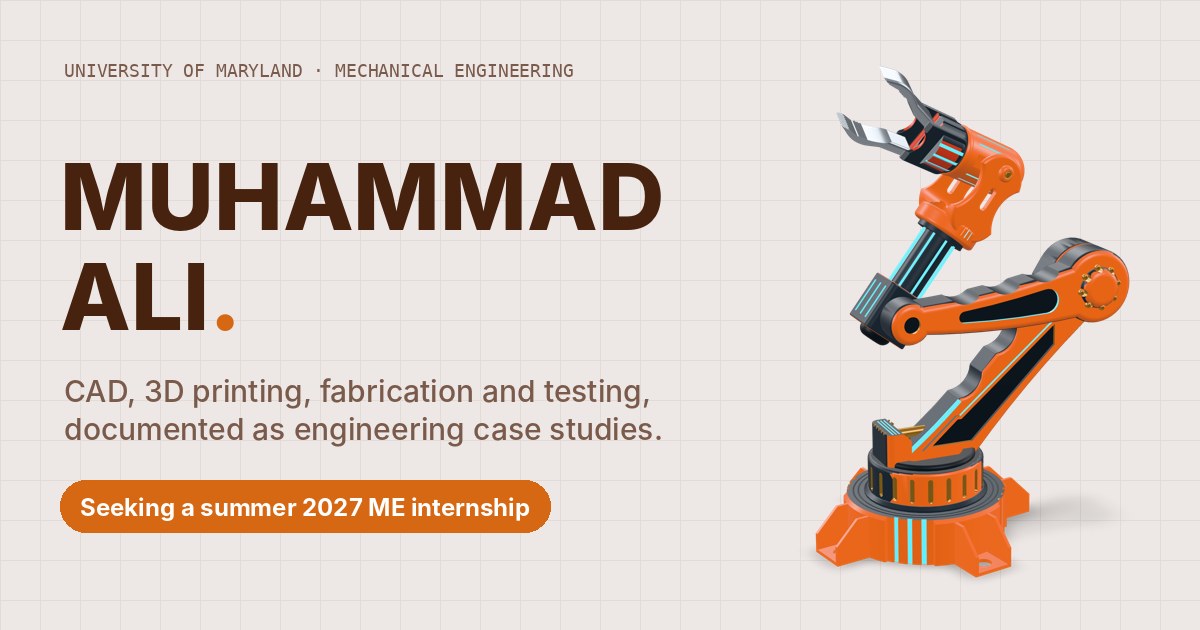 UNIVERSITY OF MARYLAND · MECHANICAL ENGINEERING
MUHAMMAD
ALI.
CAD, 3D printing, fabrication and testing,
documented as engineering case studies.
Seeking a summer 2027 ME internship